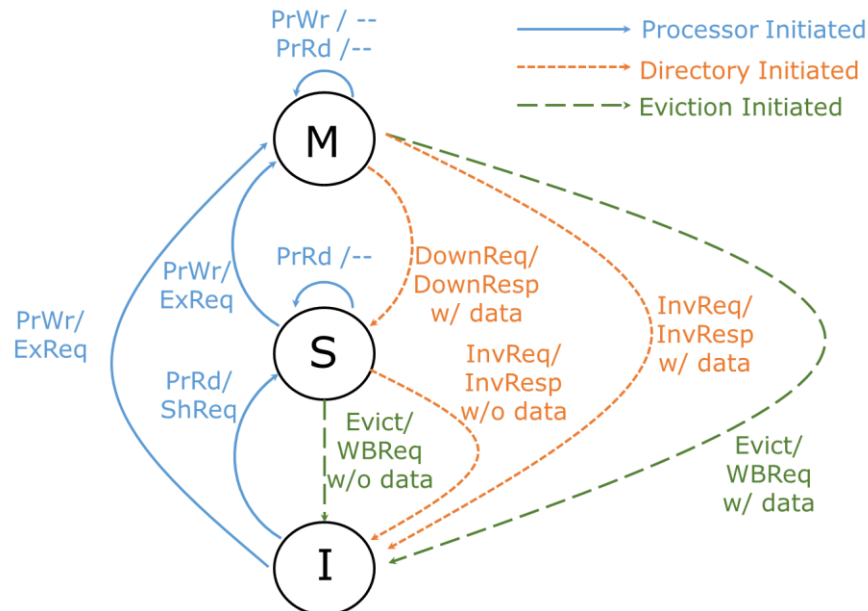 PrWr / --
PrRd /--
Processor Initiated
Directory Initiated
Eviction Initiated
M
PrRd /--
DownReq/
DownResp
w/ data
PrWr/
ExReq
PrWr/
ExReq
InvReq/
InvResp
w/ data
S
InvReq/
InvResp
w/o data
PrRd/
ShReq
Evict/
WBReq
w/o data
Evict/
WBReq
w/ data
I